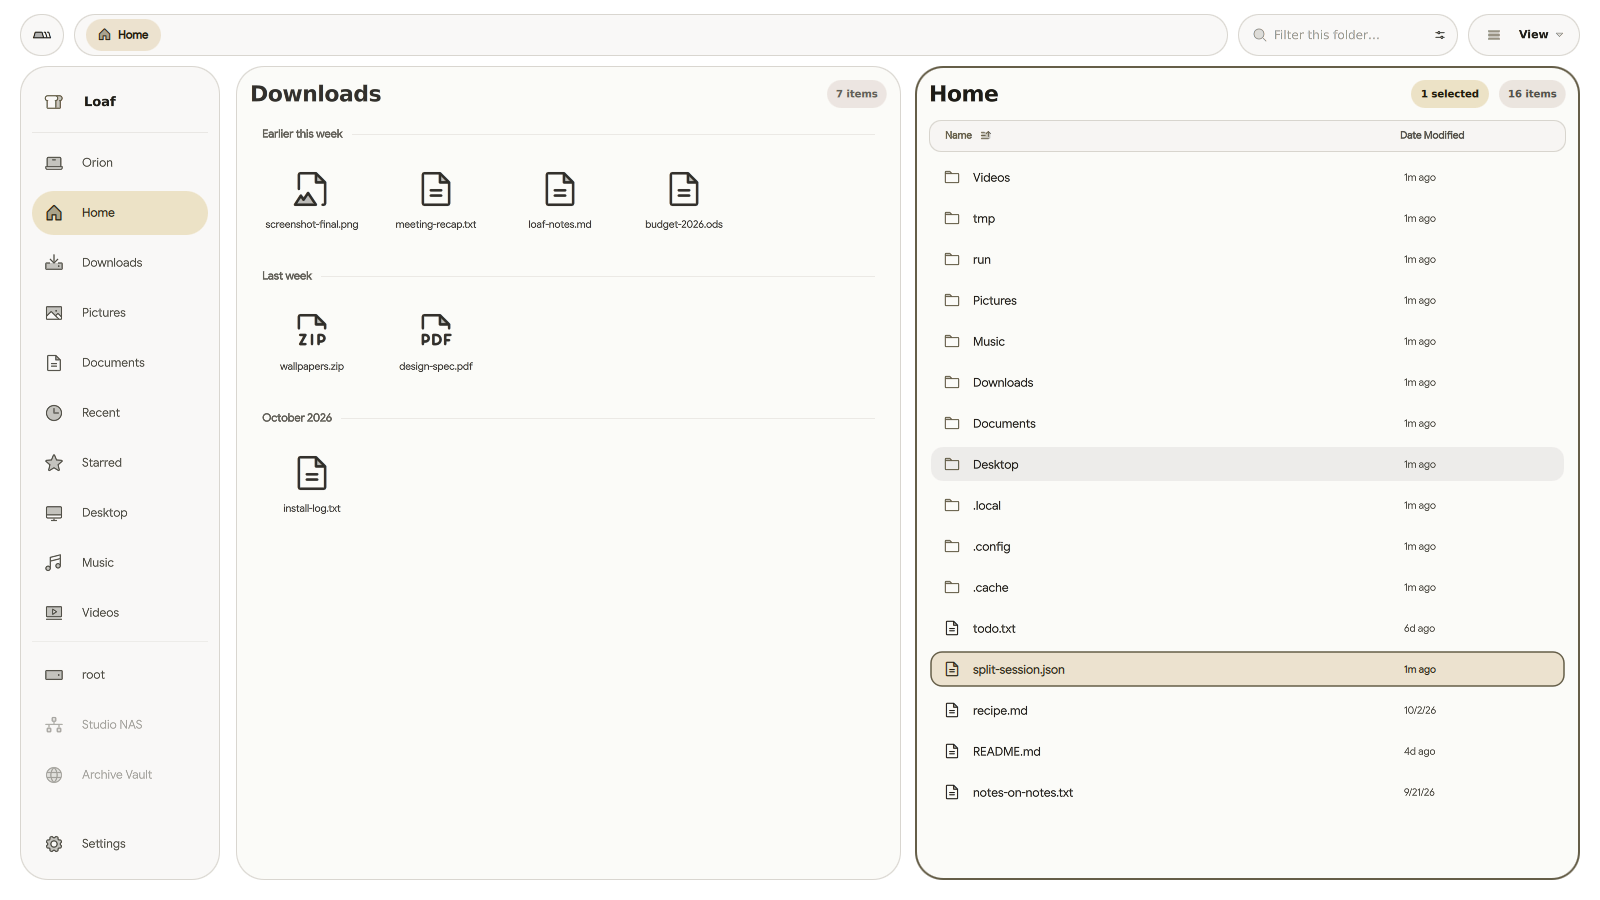 Home
Filter this folder...
View
Loaf
Orion
Home
Downloads
Pictures
Documents
Recent
Starred
Desktop
Music
Videos
root
Studio NAS
Archive Vault
Settings
Downloads
7 items
Earlier this week
screenshot-final.png
meeting-recap.txt
loaf-notes.md
budget-2026.ods
Last week
ZIP
PDF
wallpapers.zip
design-spec.pdf
October 2026
install-log.txt
Home
1 selected
16 items
Name
Date Modified
Videos 1m ago
tmp 1m ago
run 1m ago
Pictures 1m ago
Music 1m ago
Downloads 1m ago
Documents 1m ago
Desktop 1m ago
.local 1m ago
.config 1m ago
.cache 1m ago
todo.txt 6d ago
split-session.json 1m ago
recipe.md 10/2/26
README.md 4d ago
notes-on-notes.txt 9/21/26